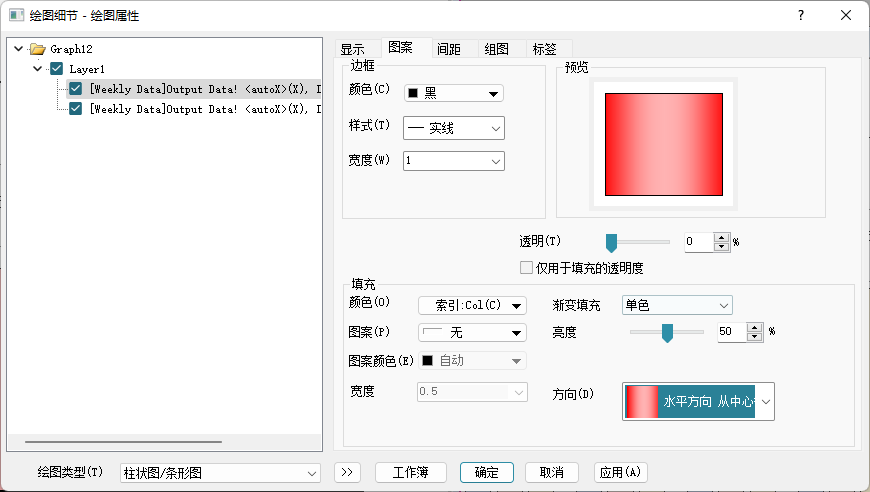 绘图细节 - 绘图属性
?
Graph12
Layer1
[Weekly Data]Output Data! <autoX>(X), D
[Weekly Data]Output Data! <autoX>(X), D
显示 图案 间距 组图 标签
边框
颜色(C) 黑
样式(T) 实线
宽度(W) 1
预览
透明(T) 0 %
仅用于填充的透明度
填充
颜色(O) 索引:Col(C) 渐变填充 单色
图案(P) 无 亮度 50 %
图案颜色(E) 自动
宽度 0.5 方向(D) 水平方向 从中心
绘图类型(T) 柱状图/条形图 >> 工作簿 确定 取消 应用(A)